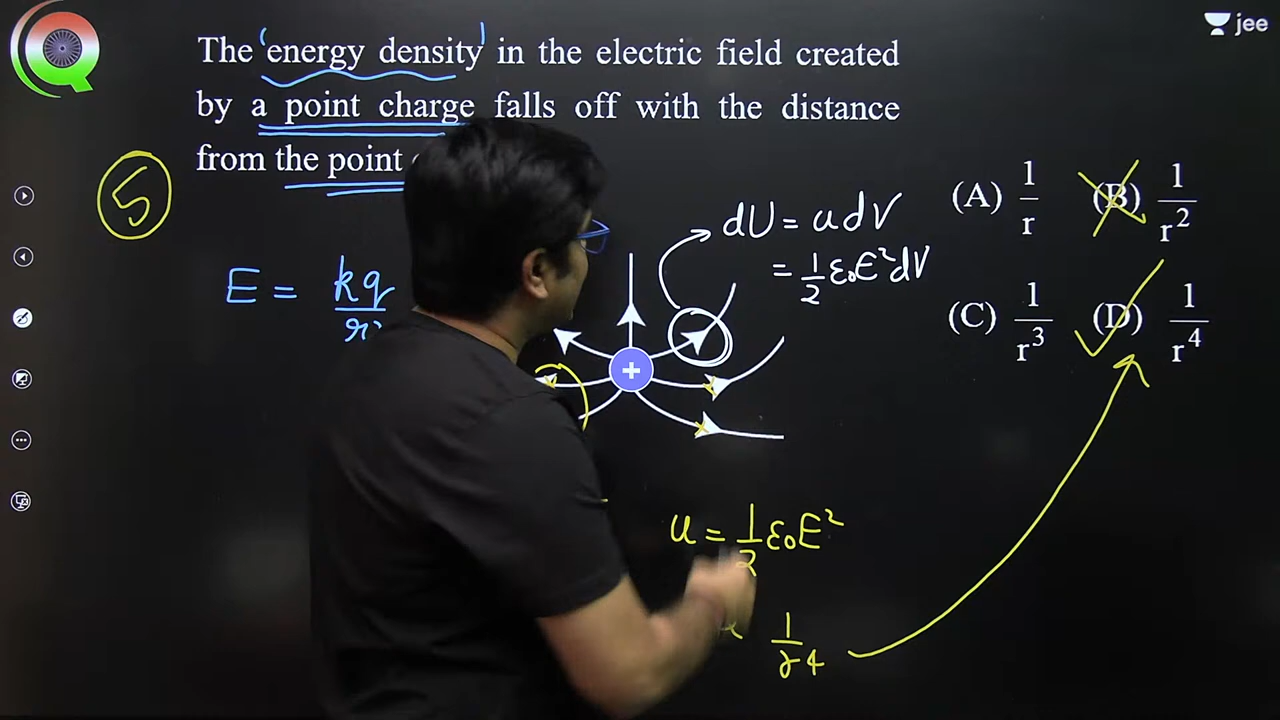 jee
The energy density in the electric field created
by a point charge falls off with the distance
from the point
5
(A) 1/r (B) 1/r²
(C) 1/r³ (D) 1/r⁴
dU = u dV
= 1/2 ε₀E²dV
E = kq/r²
+
u = 1/2 ε₀E²
1/r4